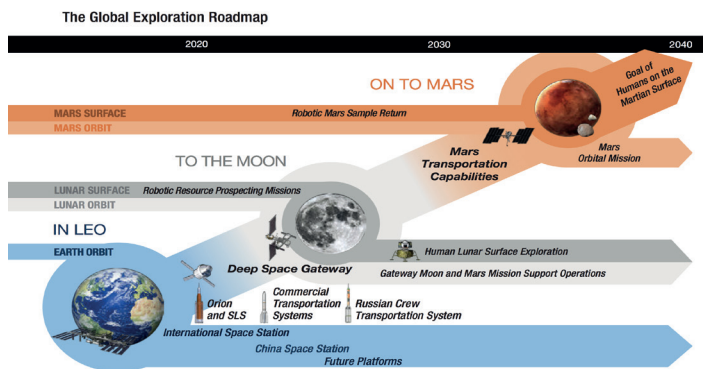 The Global Exploration Roadmap
2020
2030
2040
ON TO MARS
Goal of
Humans on the
Martian Surface
MARS SURFACE
Robotic Mars Sample Return
MARS ORBIT
Mars
Transportation
Capabilities
Mars
Orbital Mission
TO THE MOON
LUNAR SURFACE
Robotic Resource Prospecting Missions
LUNAR ORBIT
IN LEO
EARTH ORBIT
Human Lunar Surface Exploration
Deep Space Gateway
Gateway Moon and Mars Mission Support Operations
Orion
and SLS
Commercial
Transportation
Systems
Russian Crew
Transportation System
International Space Station
China Space Station
Future Platforms